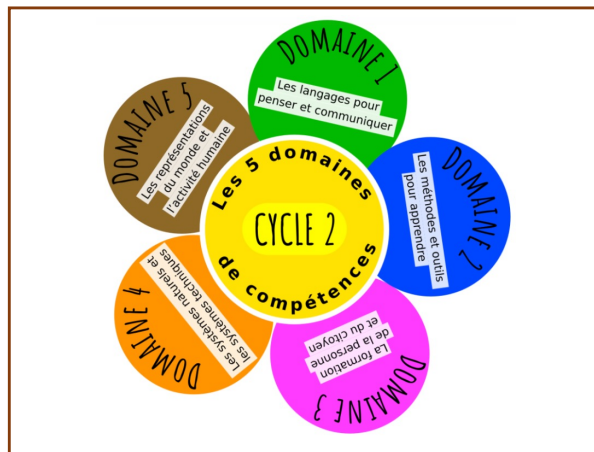 Les 5 domaines
CYCLE 2
de compétences
DOMAINE 1
Les langages pour
penser et communiquer
DOMAINE 2
Les méthodes et outils
pour apprendre
DOMAINE 3
La formation
de la personne
et du citoyen
DOMAINE 4
Les systèmes naturels et
les systèmes techniques
DOMAINE 5
Les représentations
du monde et
l'activité humaine